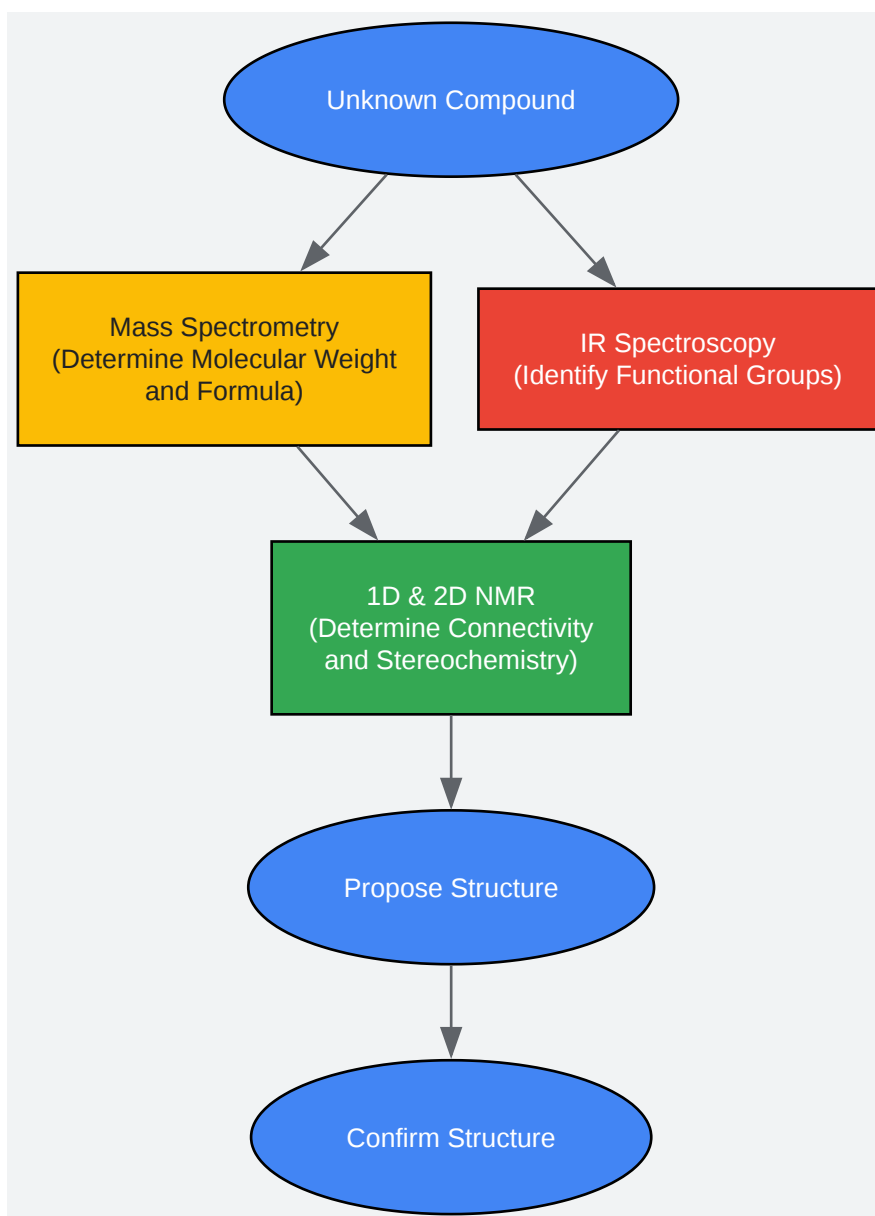 Unknown Compound
Mass Spectrometry
(Determine Molecular Weight
and Formula)
IR Spectroscopy
(Identify Functional Groups)
1D & 2D NMR
(Determine Connectivity
and Stereochemistry)
Propose Structure
Confirm Structure